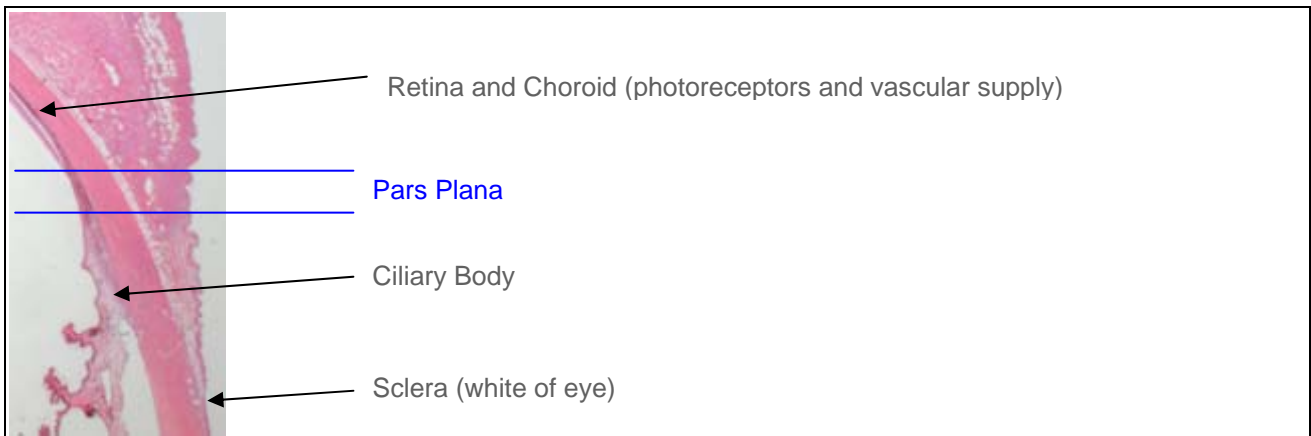 Retina and Choroid (photoreceptors and vascular supply)
Pars Plana
Ciliary Body
Sclera (white of eye)